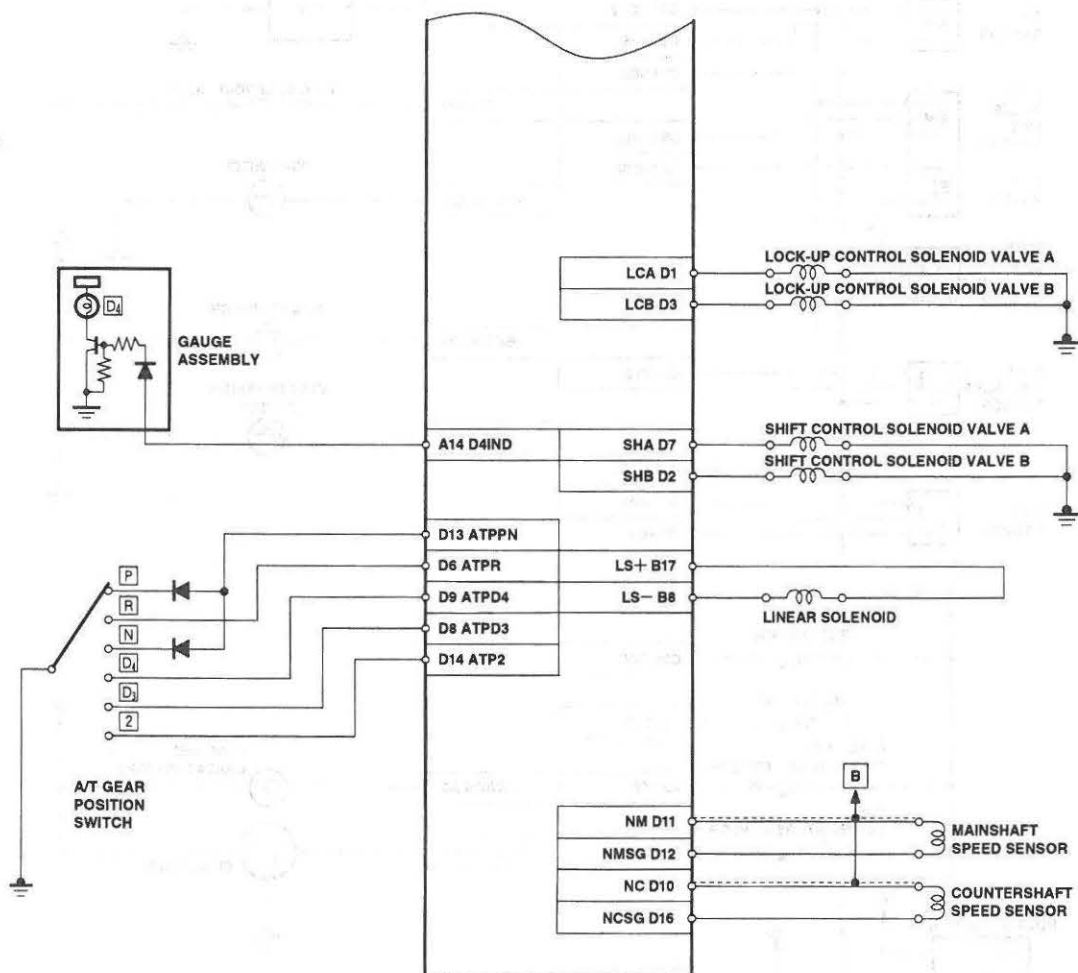 LCA D1
LOCK-UP CONTROL SOLENOID VALVE A
LCB D3
LOCK-UP CONTROL SOLENOID VALVE B
D4
GAUGE
ASSEMBLY
A14 D4IND
SHA D7
SHIFT CONTROL SOLENOID VALVE A
SHB D2
SHIFT CONTROL SOLENOID VALVE B
D13 ATPPN
D6 ATPR
LS+ B17
D9 ATPD4
LS− B8
LINEAR SOLENOID
D8 ATPD3
D14 ATP2
P
R
N
D4
D3
2
A/T GEAR
POSITION
SWITCH
B
NM D11
NMSG D12
MAINSHAFT
SPEED SENSOR
NC D10
NCSG D16
COUNTERSHAFT
SPEED SENSOR